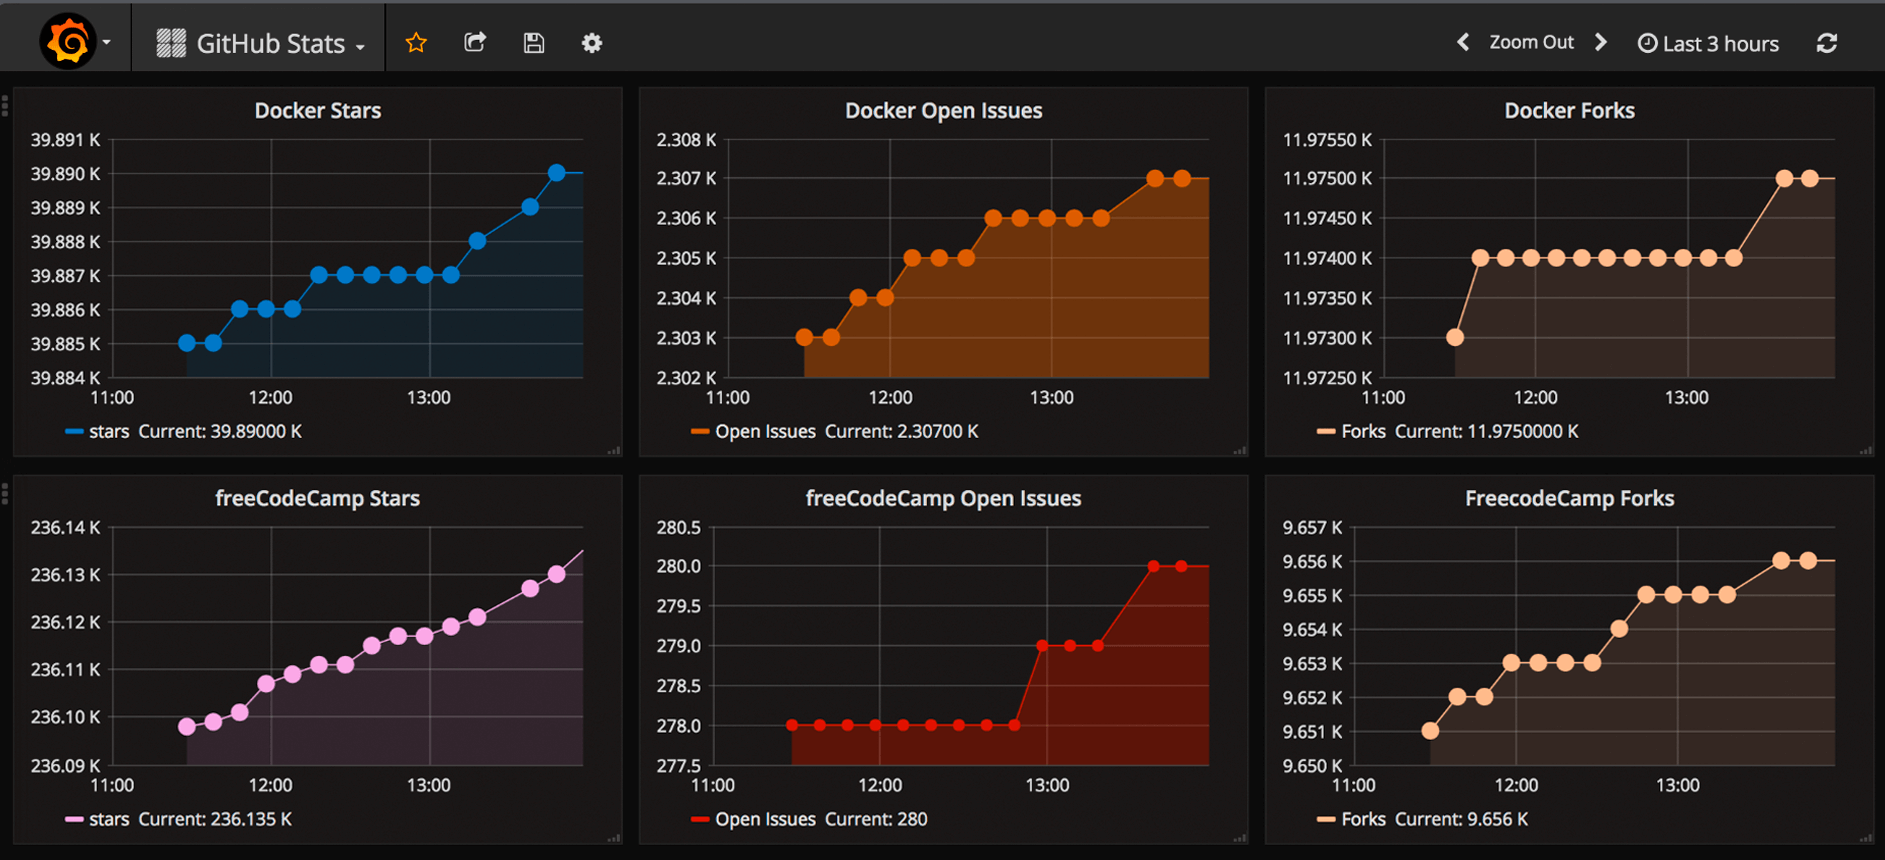 GitHub Stats
Zoom Out
Last 3 hours
Docker Stars
39.891 K
39.890 K
39.889 K
39.888 K
39.887 K
39.886 K
39.885 K
39.884 K
11:00 12:00 13:00
stars Current: 39.89000 K
Docker Open Issues
2.308 K
2.307 K
2.306 K
2.305 K
2.304 K
2.303 K
2.302 K
11:00 12:00 13:00
Open Issues Current: 2.30700 K
Docker Forks
11.97550 K
11.97500 K
11.97450 K
11.97400 K
11.97350 K
11.97300 K
11.97250 K
11:00 12:00 13:00
Forks Current: 11.9750000 K
freeCodeCamp Stars
236.14 K
236.13 K
236.12 K
236.11 K
236.10 K
236.09 K
11:00 12:00 13:00
stars Current: 236.135 K
freeCodeCamp Open Issues
280.5
280.0
279.5
279.0
278.5
278.0
277.5
11:00 12:00 13:00
Open Issues Current: 280
FreecodeCamp Forks
9.657 K
9.656 K
9.655 K
9.654 K
9.653 K
9.652 K
9.651 K
9.650 K
11:00 12:00 13:00
Forks Current: 9.656 K